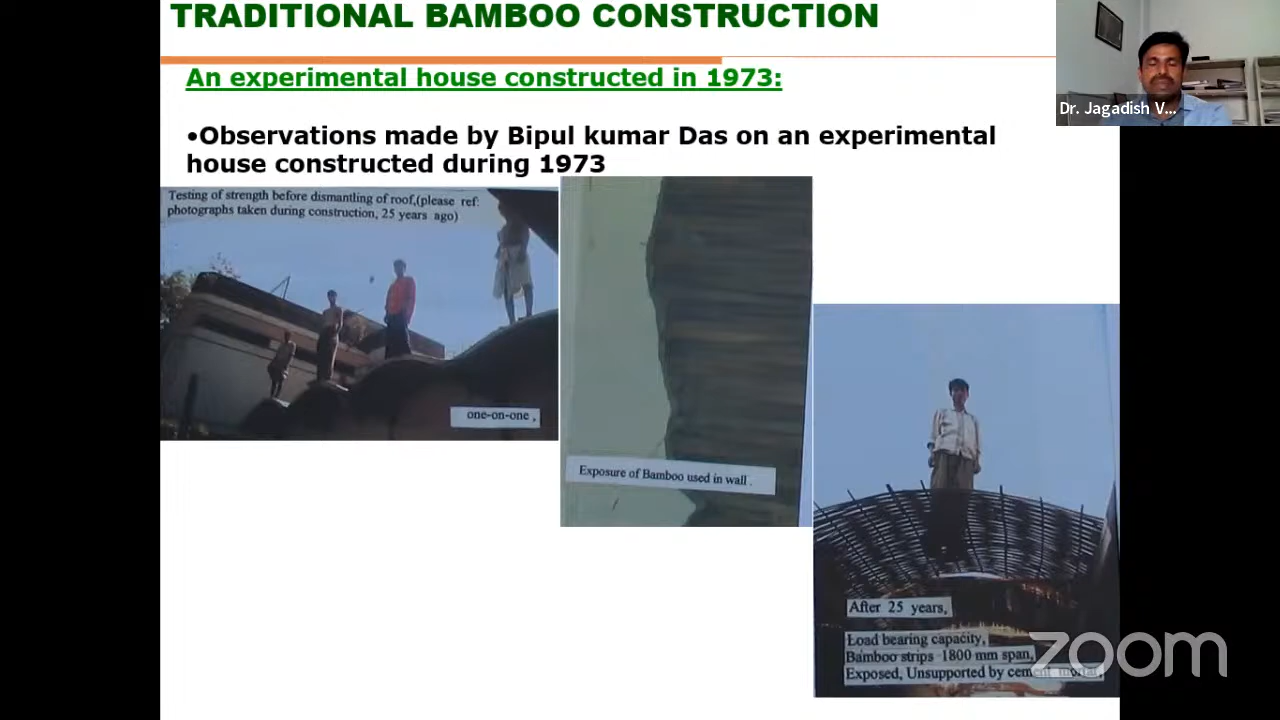 TRADITIONAL BAMBOO CONSTRUCTION
An experimental house constructed in 1973:
•Observations made by Bipul kumar Das on an experimental
house constructed during 1973
Testing of strength before dismantling of roof,(please ref:
photographs taken during construction, 25 years ago)
one-on-one ,
Exposure of Bamboo used in wall .
After 25 years,
Load bearing capacity,
Bamboo strips 1800 mm span,
Exposed, Unsupported by cement mortar,
Dr. Jagadish V...
zoom